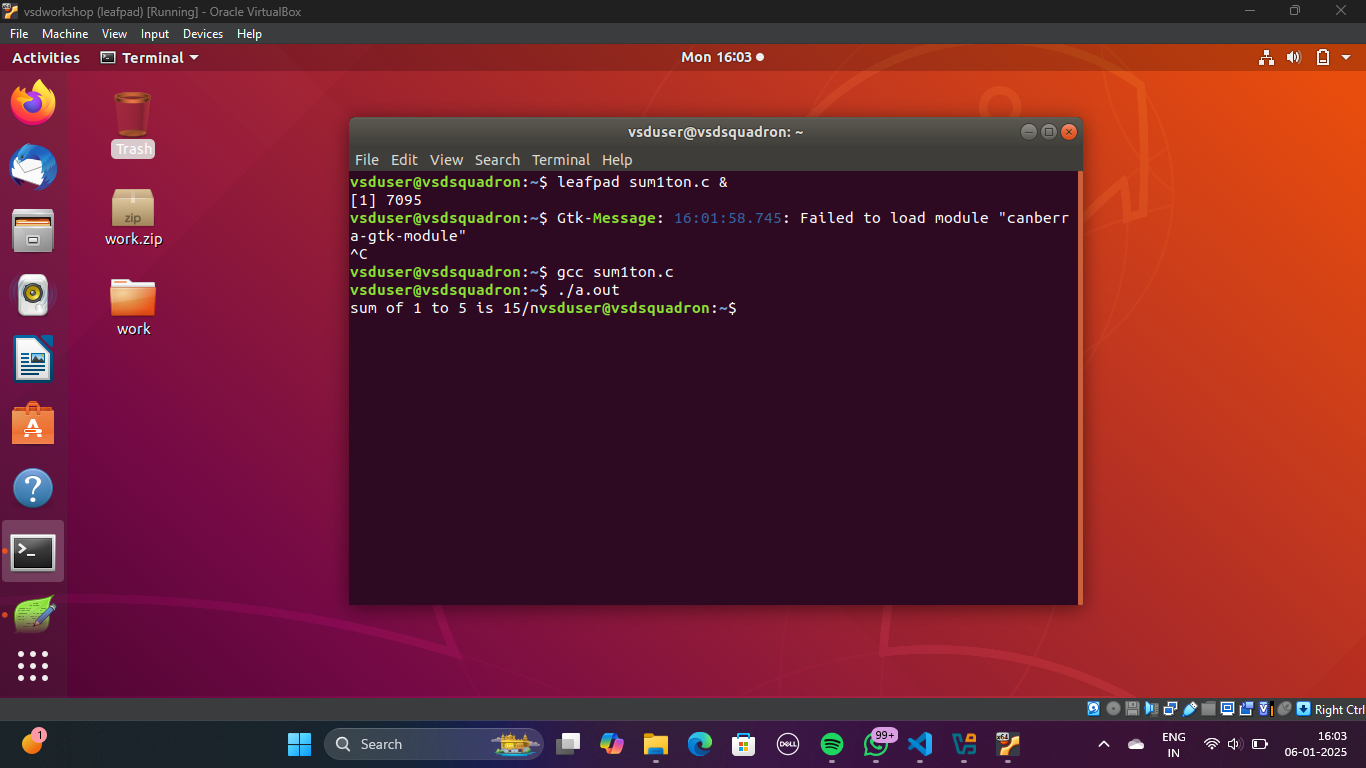 vsdworkshop (leafpad) [Running] - Oracle VirtualBox
File Machine View Input Devices Help
Activities Terminal Mon 16:03
Trash
zip
work.zip
work
vsduser@vsdsquadron: ~
File Edit View Search Terminal Help
vsduser@vsdsquadron:~$ leafpad sum1ton.c &
[1] 7095
vsduser@vsdsquadron:~$ Gtk-Message: 16:01:58.745: Failed to load module "canberr
a-gtk-module"
^C
vsduser@vsdsquadron:~$ gcc sum1ton.c
vsduser@vsdsquadron:~$ ./a.out
sum of 1 to 5 is 15/nvsduser@vsdsquadron:~$
Right Ctrl
1
Search
DELL
99+
ENG
IN
16:03
06-01-2025